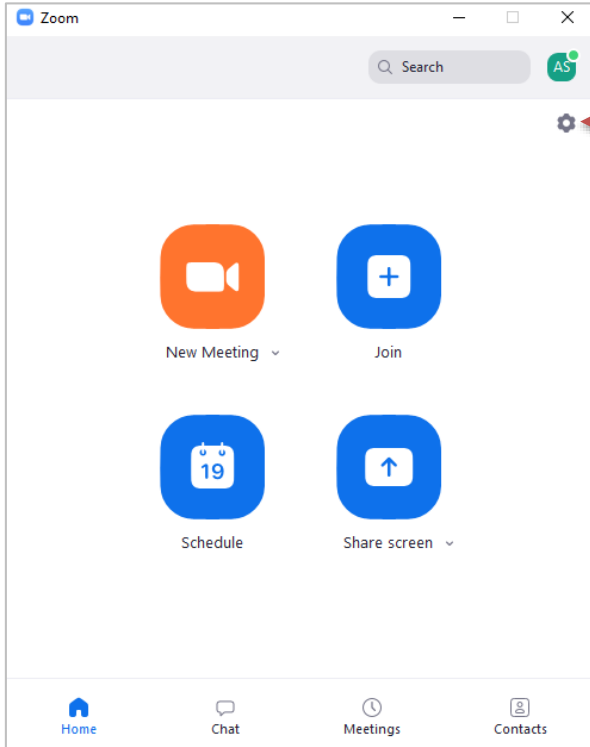 Zoom
Search
AS
New Meeting
Join
19
Schedule
Share screen
Home
Chat
Meetings
Contacts